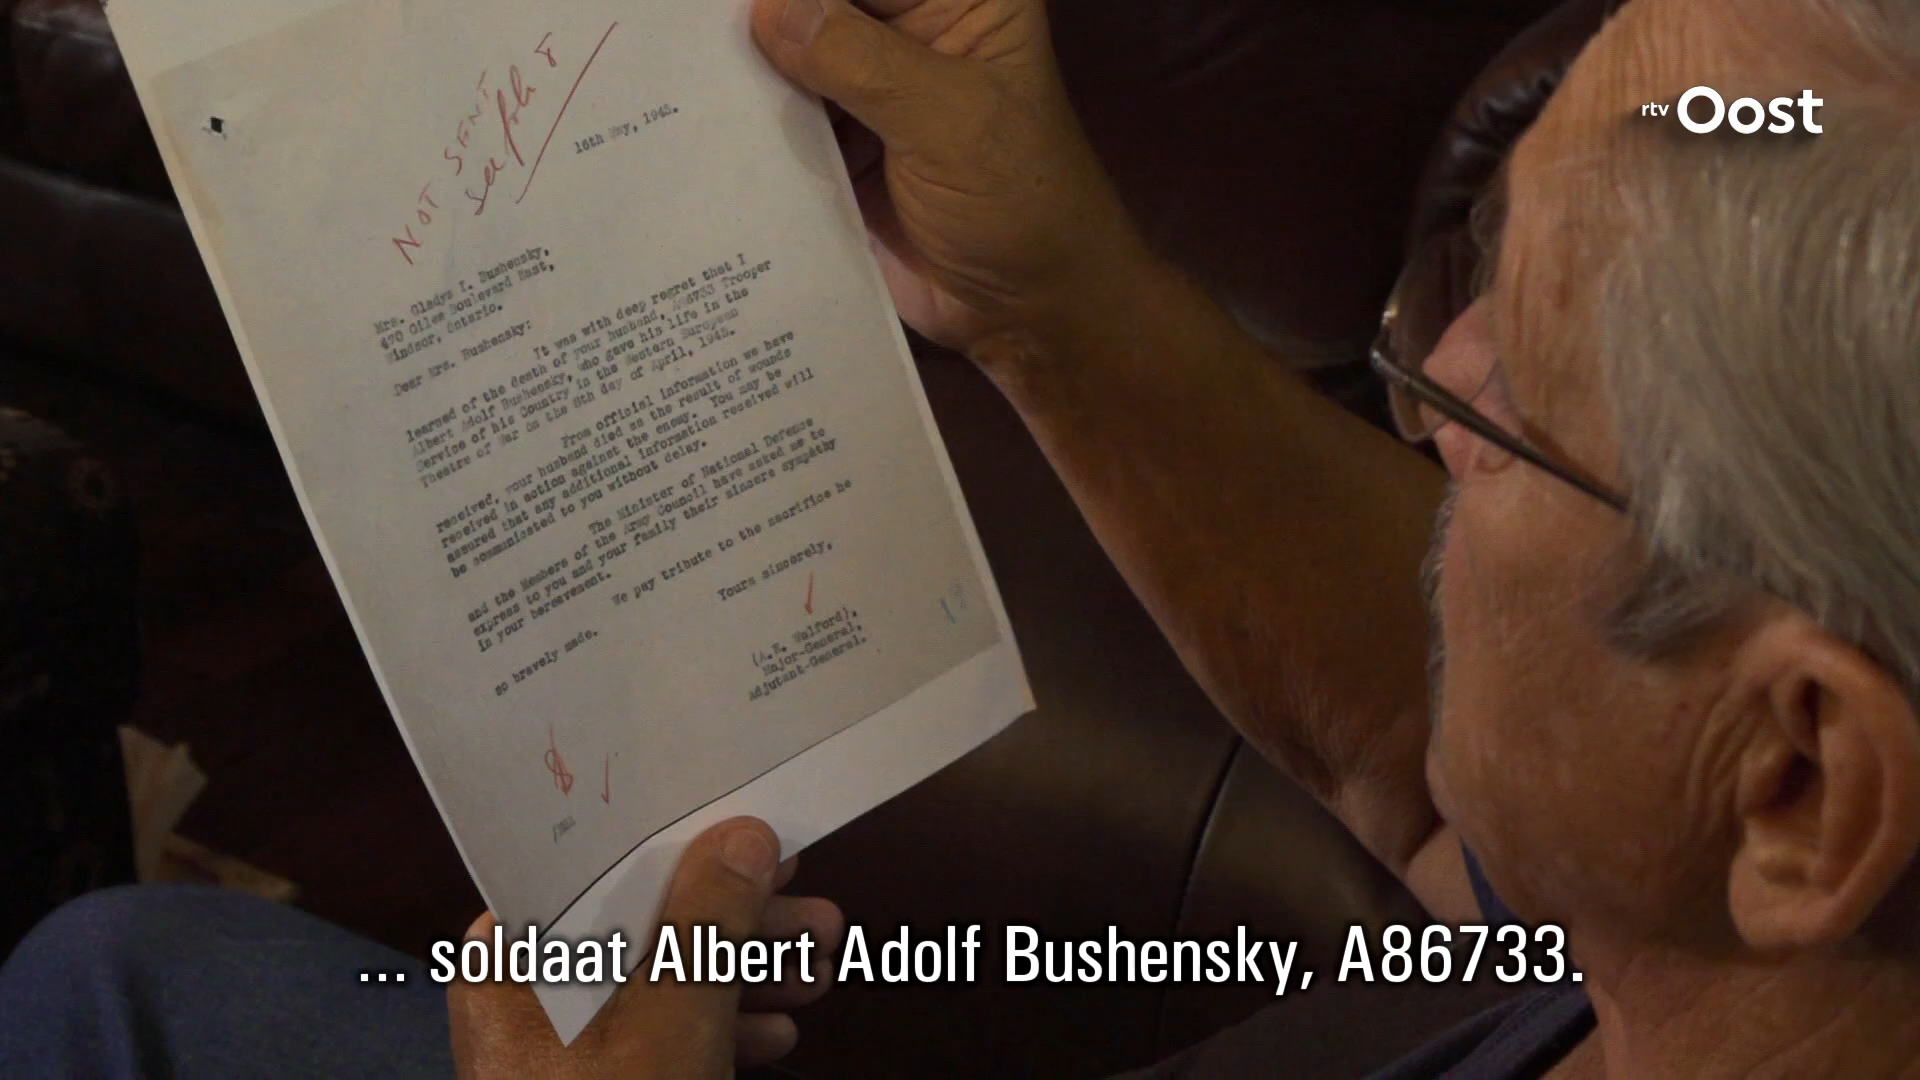 rtv Oost
NOT SENT
16th May, 1945.
Mrs. Gladys I. Bushensky,
470 Giles Boulevard East,
Windsor, Ontario.
Dear Mrs. Bushensky:
It was with deep regret that I
learned of the death of your husband, A86733 Trooper
Albert Adolf Bushensky, who gave his life in the
Service of his Country in the Western European
Theatre of War on the 8th day of April, 1945.
From official information we have
received, your husband died as the result of wounds
received in action against the enemy. You may be
assured that any additional information received will
be communicated to you without delay.
The Minister of National Defense
and the Members of the Army Council have asked me to
express to you and your family their sincere sympathy
in your bereavement.
We pay tribute to the sacrifice he
so bravely made.
Yours sincerely,
(A.E. Walford),
Major-General,
Adjutant-General.
... soldaat Albert Adolf Bushensky, A86733.